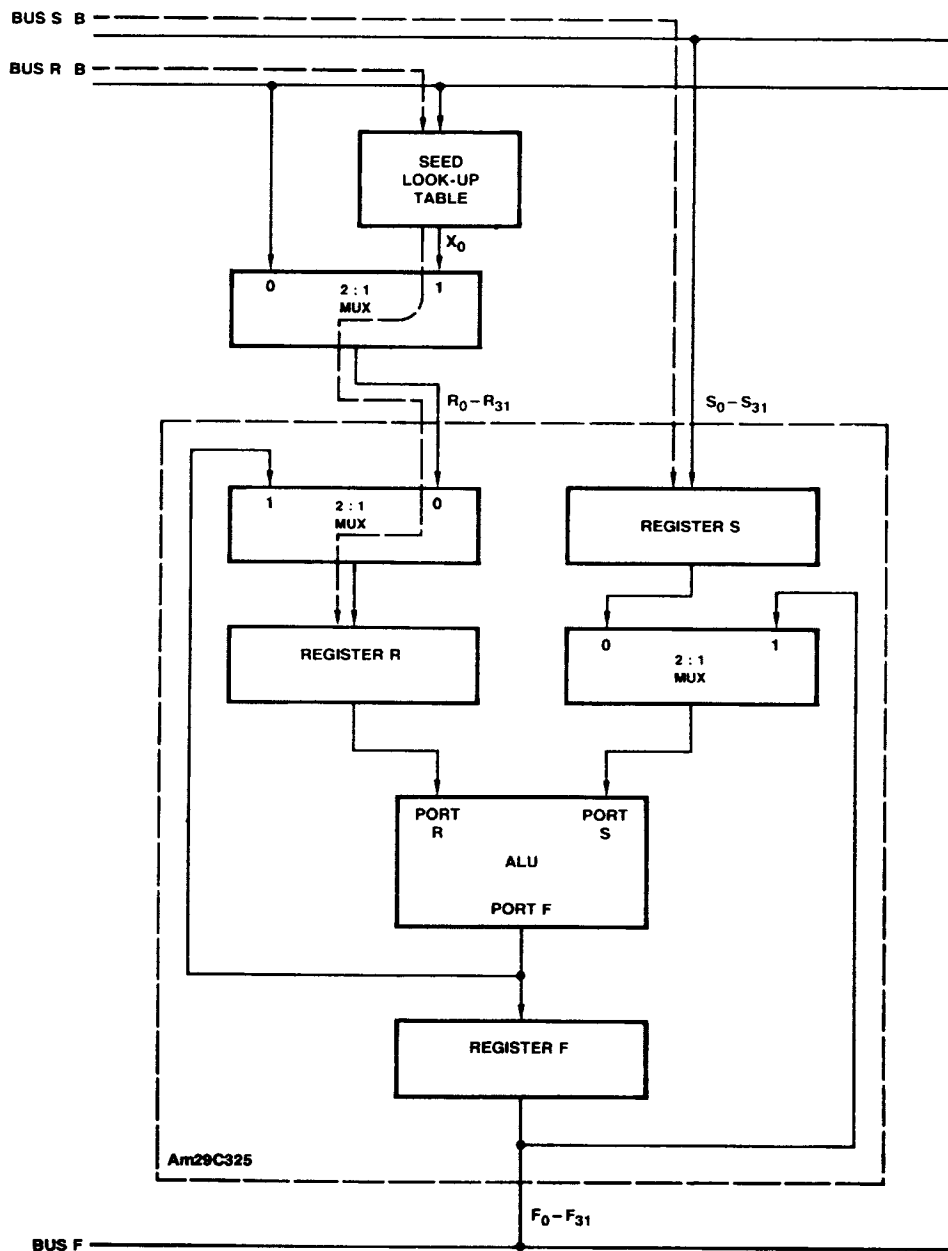 BUS S B
BUS R B
SEED
LOOK-UP
TABLE
X0
0
2 : 1
MUX
1
R0 – R31
S0 – S31
1
2 : 1
MUX
0
REGISTER S
REGISTER R
0
2 : 1
MUX
1
PORT
R
PORT
S
ALU
PORT F
REGISTER F
Am29C325
F0 – F31
BUS F